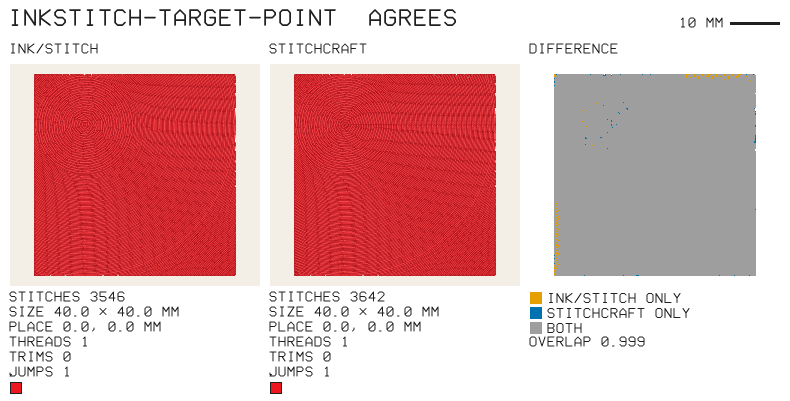 INKSTITCH-TARGET-POINT AGREES
10 MM
INK/STITCH
STITCHCRAFT
DIFFERENCE
STITCHES 3546
SIZE 40.0 × 40.0 MM
PLACE 0.0, 0.0 MM
THREADS 1
TRIMS 0
JUMPS 1
STITCHES 3642
SIZE 40.0 × 40.0 MM
PLACE 0.0, 0.0 MM
THREADS 1
TRIMS 0
JUMPS 1
INK/STITCH ONLY
STITCHCRAFT ONLY
BOTH
OVERLAP 0.999